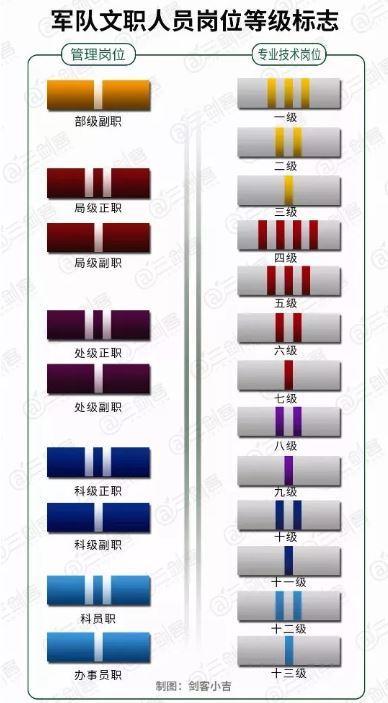 军队文职人员岗位等级标志
管理岗位
部级副职
局级正职
局级副职
处级正职
处级副职
科级正职
科级副职
科员职
办事员职
专业技术岗位
一级
二级
三级
四级
五级
六级
七级
八级
九级
十级
十一级
十二级
十三级
制图：剑客小吉
@三剑客